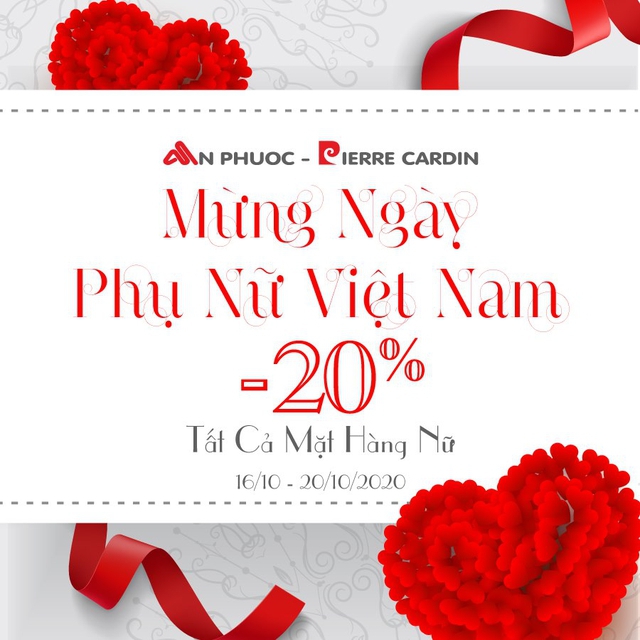 AN PHUOC - PIERRE CARDIN
Mừng Ngày
Phụ Nữ Việt Nam
-20%
Tất Cả Mặt Hàng Nữ
16/10 - 20/10/2020